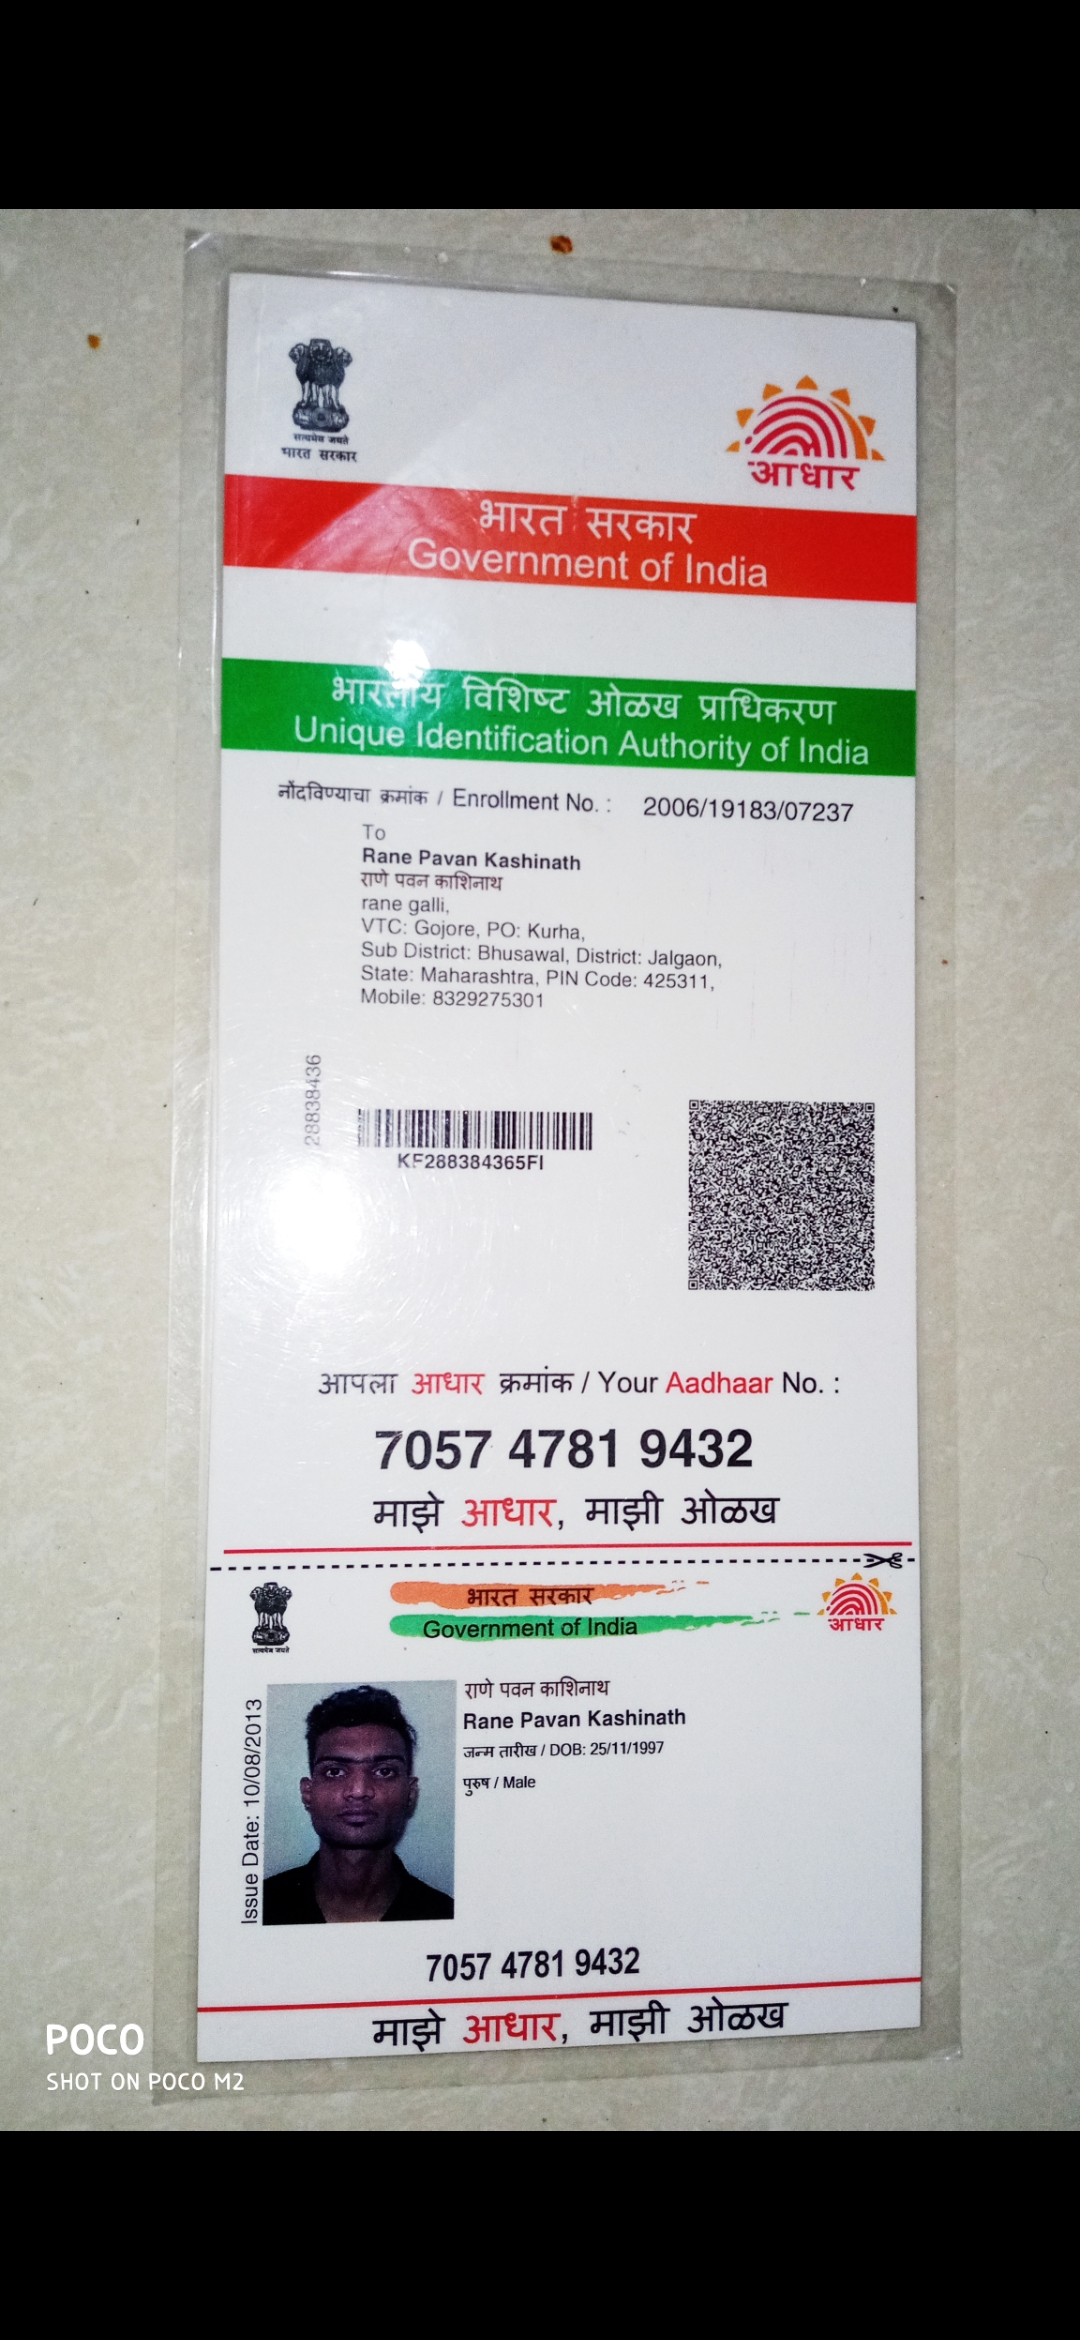 सत्यमेव जयते
भारत सरकार
आधार
भारत सरकार
Government of India
भारतीय विशिष्ट ओळख प्राधिकरण
Unique Identification Authority of India
नोंदविण्याचा क्रमांक / Enrollment No. : 2006/19183/07237
To
Rane Pavan Kashinath
राणे पवन काशिनाथ
rane galli,
VTC: Gojore, PO: Kurha,
Sub District: Bhusawal, District: Jalgaon,
State: Maharashtra, PIN Code: 425311,
Mobile: 8329275301
28838436
KF288384365FI
आपला आधार क्रमांक / Your Aadhaar No. :
7057 4781 9432
माझे आधार, माझी ओळख
सत्यमेव जयते
भारत सरकार
Government of India
आधार
Issue Date: 10/08/2013
राणे पवन काशिनाथ
Rane Pavan Kashinath
जन्म तारीख / DOB: 25/11/1997
पुरुष / Male
7057 4781 9432
माझे आधार, माझी ओळख
POCO
SHOT ON POCO M2